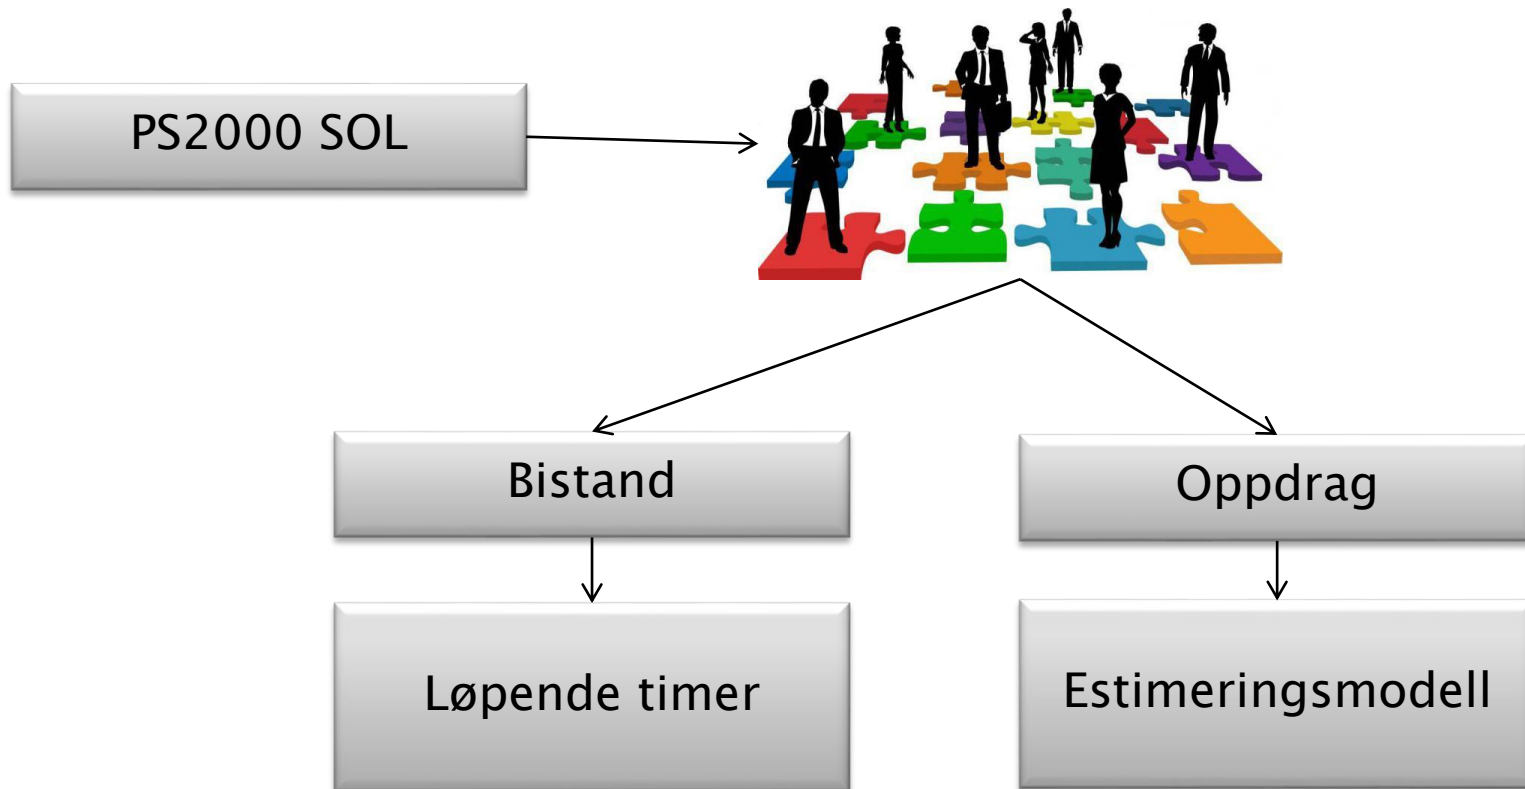 PS2000 SOL
Bistand
Oppdrag
Løpende timer
Estimeringsmodell